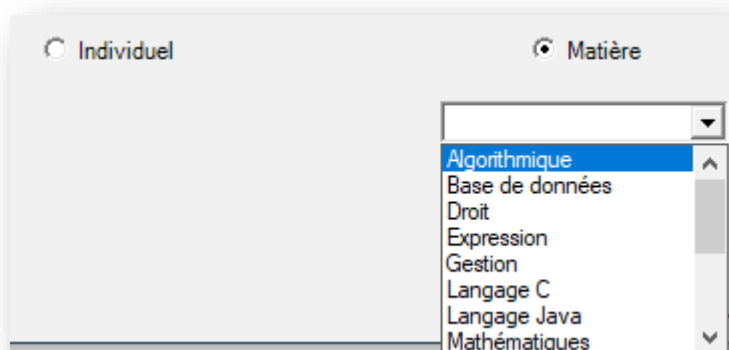 Individuel
Matière
Algorithmique
Base de données
Droit
Expression
Gestion
Langage C
Langage Java
Mathématiques